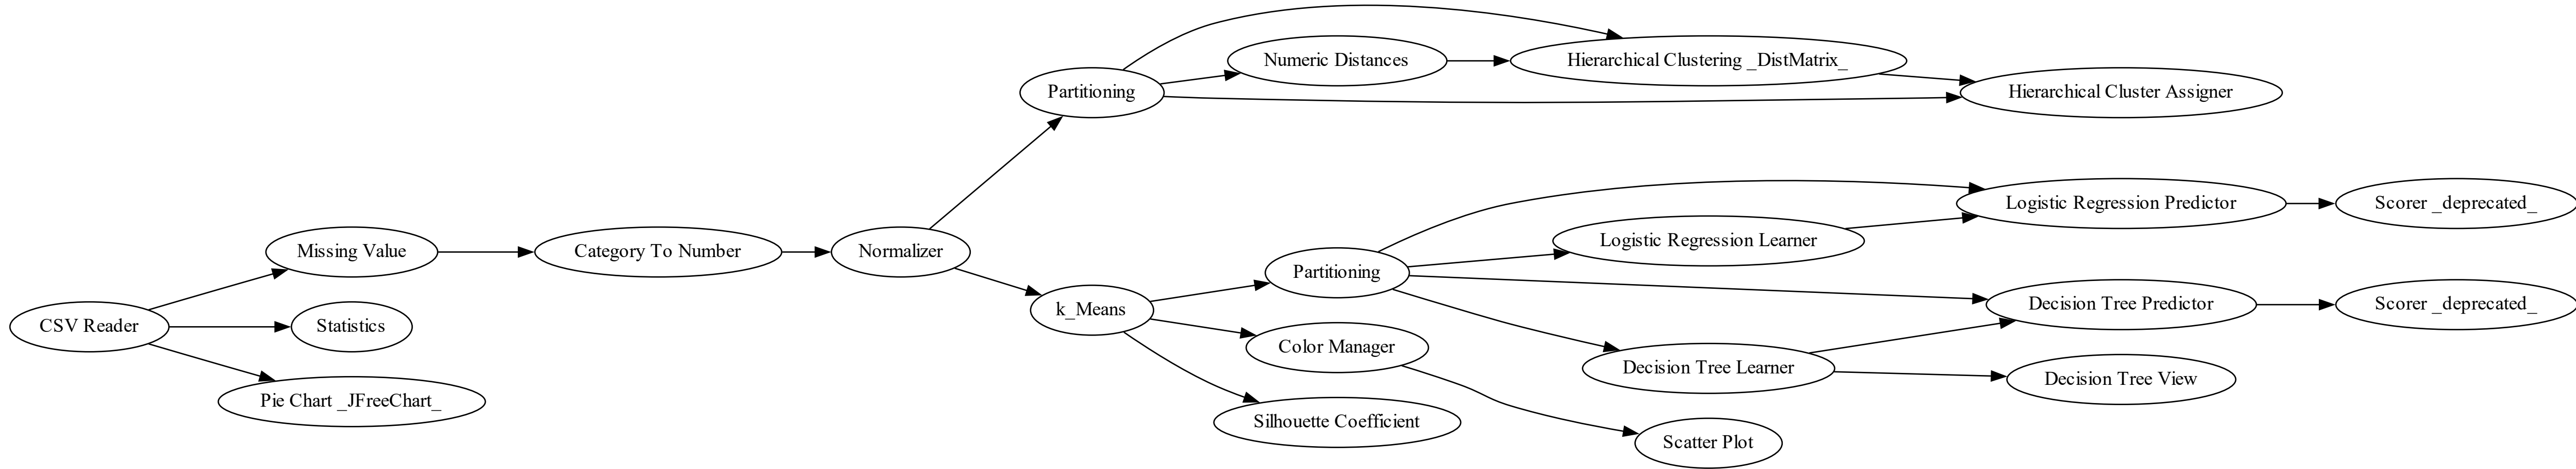 CSV Reader
Missing Value
Statistics
Pie Chart _JFreeChart_
Category To Number
Normalizer
Partitioning
k_Means
Numeric Distances
Partitioning
Color Manager
Silhouette Coefficient
Hierarchical Clustering _DistMatrix_
Logistic Regression Learner
Decision Tree Learner
Scatter Plot
Hierarchical Cluster Assigner
Logistic Regression Predictor
Decision Tree Predictor
Decision Tree View
Scorer _deprecated_
Scorer _deprecated_